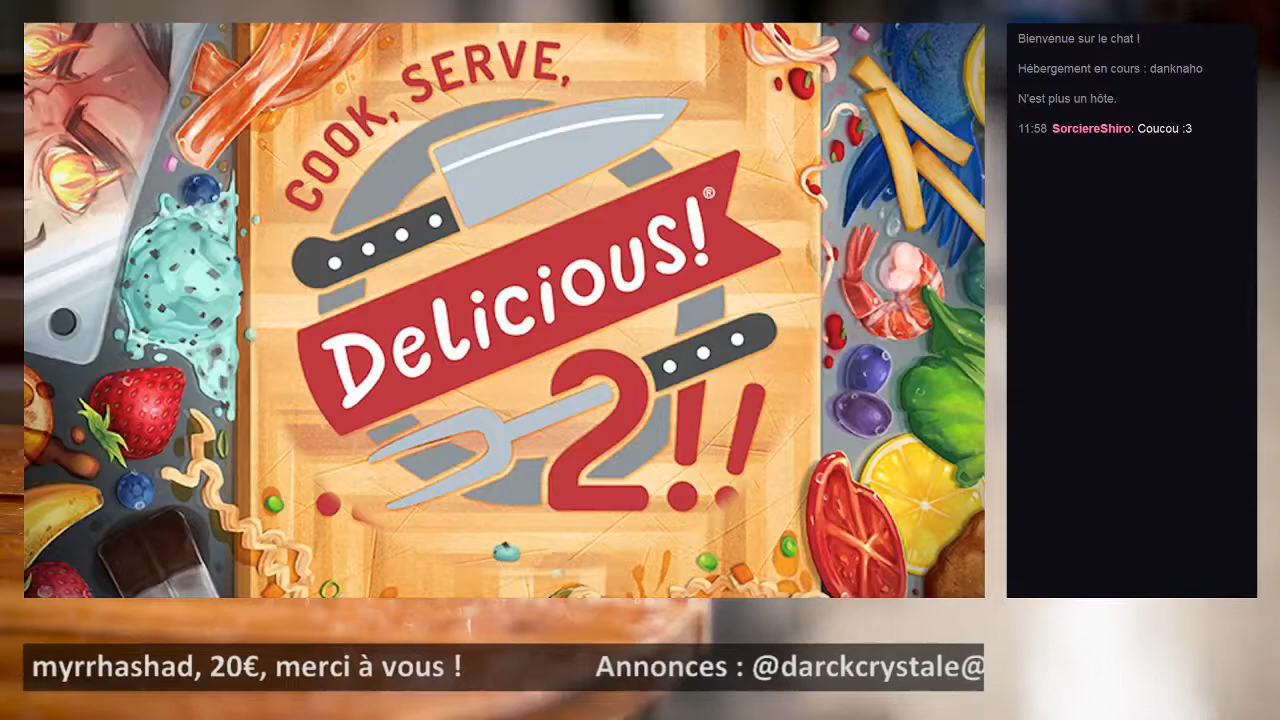 COOK, SERVE,
DeLicioUS!®
2!!
Bienvenue sur le chat !
Hébergement en cours : danknaho
N'est plus un hôte.
11:58 SorciereShiro: Coucou :3
myrrhashad, 20€, merci à vous !
Annonces : @darckcrystale@